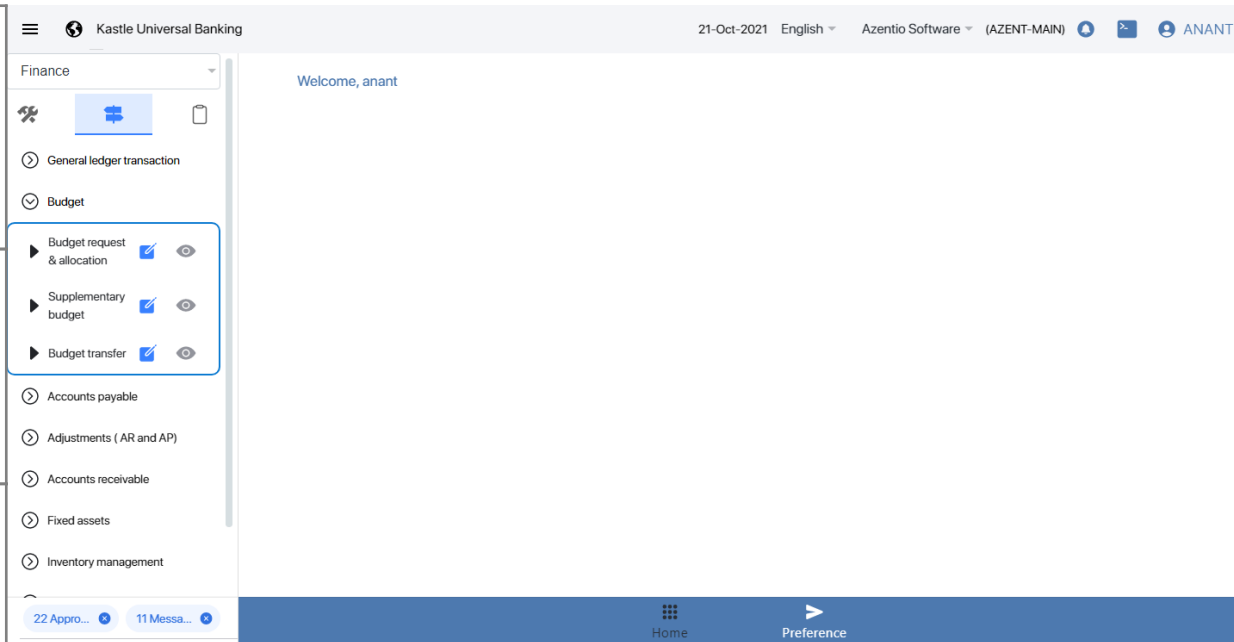 Kastle Universal Banking
21-Oct-2021 English Azentio Software (AZENT-MAIN) ANANT
Finance
Welcome, anant
General ledger transaction
Budget
Budget request
& allocation
Supplementary
budget
Budget transfer
Accounts payable
Adjustments ( AR and AP)
Accounts receivable
Fixed assets
Inventory management
22 Appro... 11 Messa...
Home
Preference